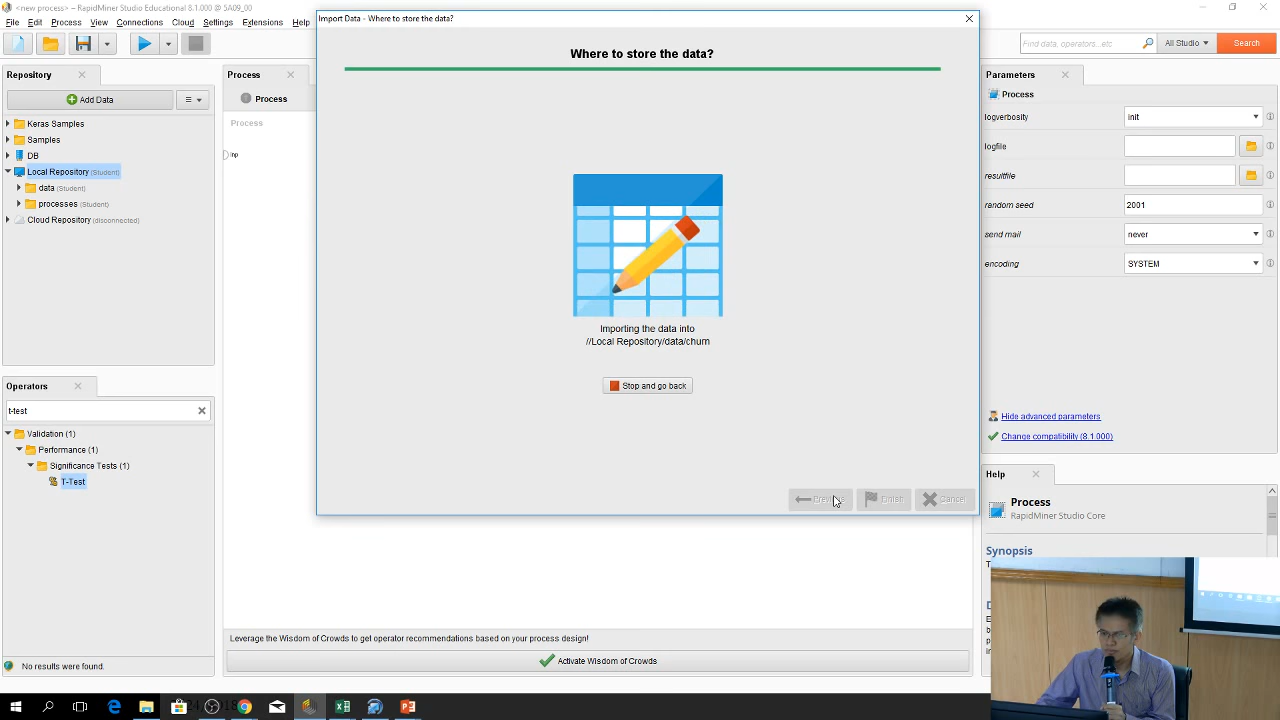 <new process> – RapidMiner Studio Educational 8.1.000 @ 5A09_00
File Edit Process View Connections Cloud Settings Extensions Help
Find data, operators...etc
All Studio
Search
Repository
Add Data
Keras Samples
Samples
DB
Local Repository (Student)
data (Student)
processes (Student)
Cloud Repository (disconnected)
Operators
t-test
Validation (1)
Performance (1)
Significance Tests (1)
T-Test
No results were found.
Process
Process
Process
inp
Import Data - Where to store the data?
Where to store the data?
Importing the data into
//Local Repository/data/churn
Stop and go back
Finish
Cancel
Leverage the Wisdom of Crowds to get operator recommendations based on your process design!
Activate Wisdom of Crowds
Parameters
Process
logverbosity
init
logfile
resultfile
random seed
2001
send mail
never
encoding
SYSTEM
Hide advanced parameters
Change compatibility (8.1.000)
Help
Process
RapidMiner Studio Core
Synopsis